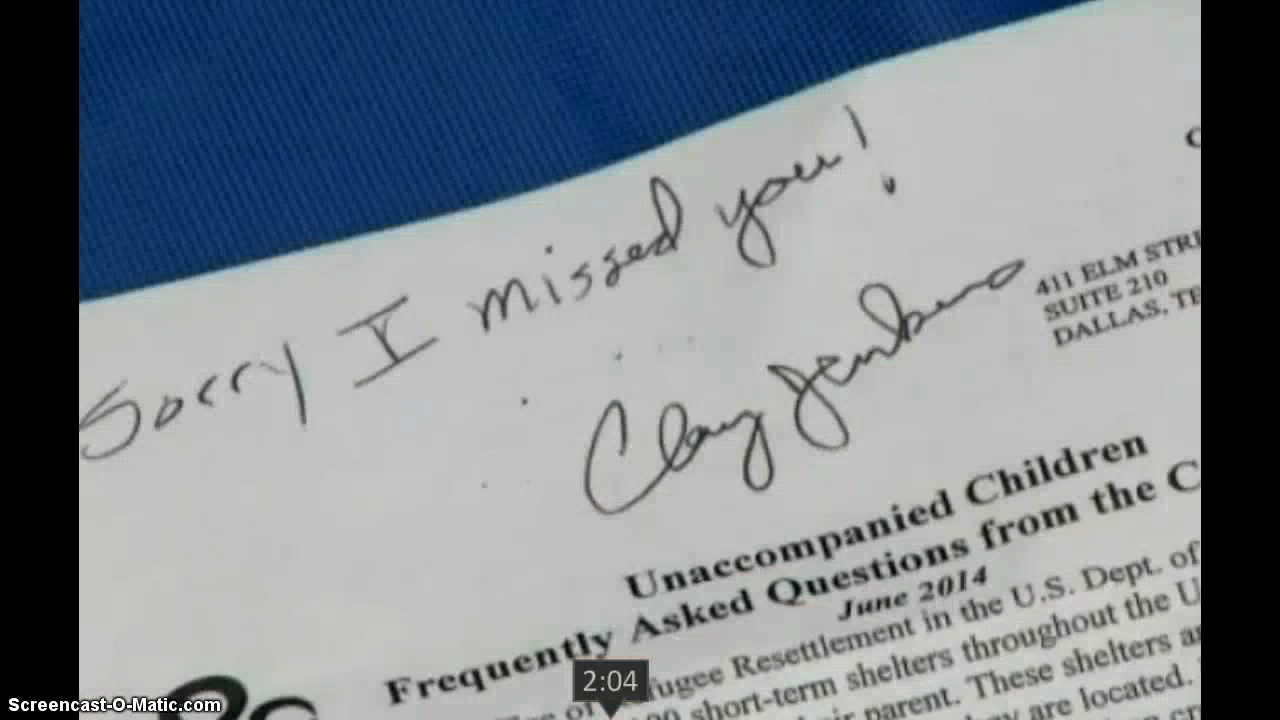 Sorry I missed you!
Clay Jenkins
411 ELM STRE
SUITE 210
DALLAS, TE
Unaccompanied Children
Frequently Asked Questions from the C
June 2014
fugee Resettlement in the U.S. Dept. of
short-term shelters throughout the U
parent. These shelters a
are located.
2:04
Screencast-O-Matic.com